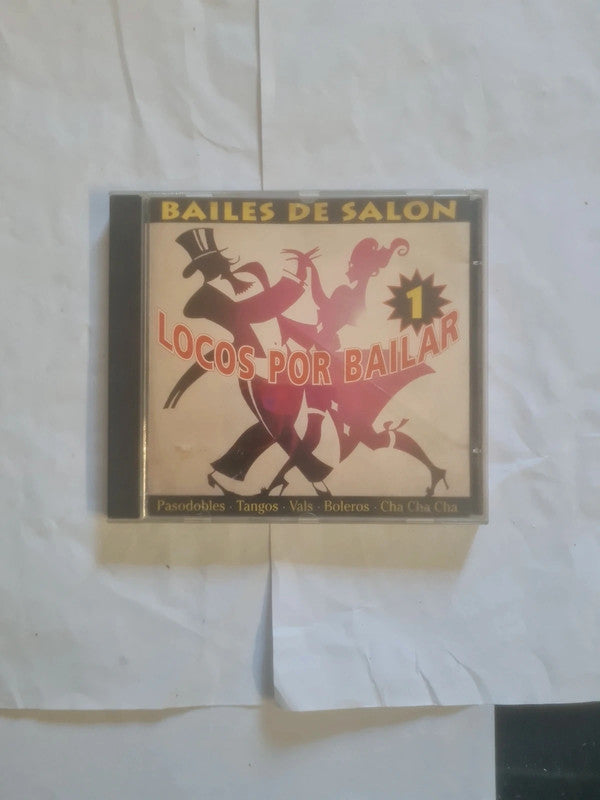 BAILES DE SALON
1
LOCOS POR BAILAR
Pasodobles · Tangos · Vals · Boleros · Cha Cha Cha